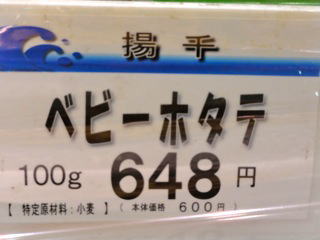 揚平
ベビーホタテ
100g 648円
【 特定原材料:小麦 】 ( 本体価格 600円 )